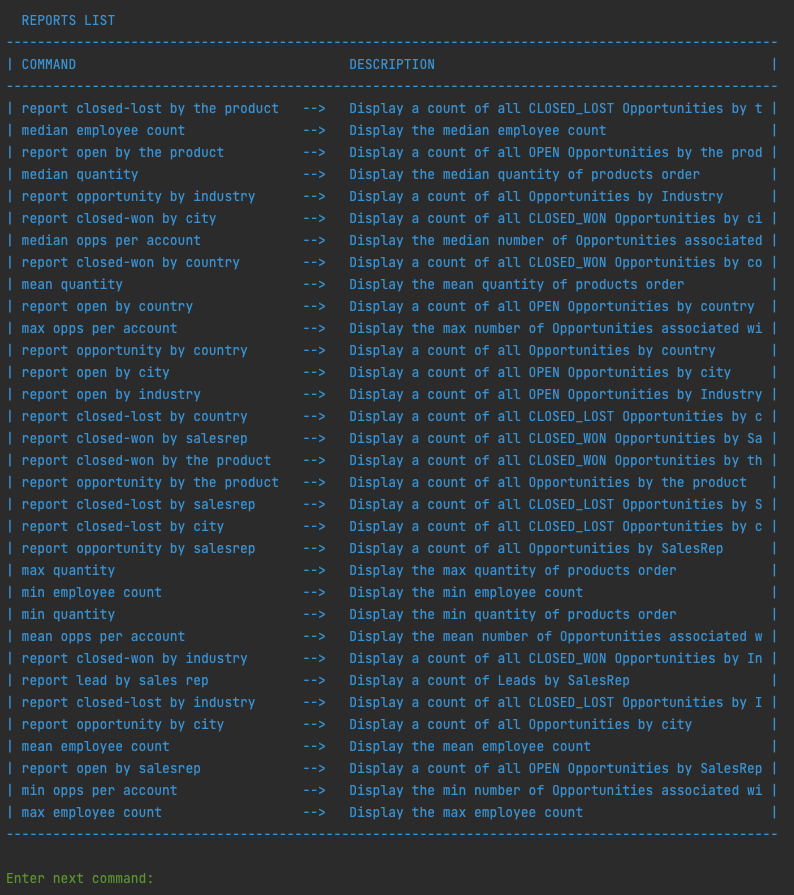 REPORTS LIST
---------------------------------------------------------------------------------------------------
| COMMAND                                   DESCRIPTION                                           |
---------------------------------------------------------------------------------------------------
| report closed-lost by the product   -->   Display a count of all CLOSED_LOST Opportunities by t |
| median employee count               -->   Display the median employee count                     |
| report open by the product          -->   Display a count of all OPEN Opportunities by the prod |
| median quantity                     -->   Display the median quantity of products order         |
| report opportunity by industry      -->   Display a count of all Opportunities by Industry      |
| report closed-won by city           -->   Display a count of all CLOSED_WON Opportunities by ci |
| median opps per account             -->   Display the median number of Opportunities associated |
| report closed-won by country        -->   Display a count of all CLOSED_WON Opportunities by co |
| mean quantity                       -->   Display the mean quantity of products order           |
| report open by country              -->   Display a count of all OPEN Opportunities by country  |
| max opps per account                -->   Display the max number of Opportunities associated wi |
| report opportunity by country       -->   Display a count of all Opportunities by country       |
| report open by city                 -->   Display a count of all OPEN Opportunities by city     |
| report open by industry             -->   Display a count of all OPEN Opportunities by Industry |
| report closed-lost by country       -->   Display a count of all CLOSED_LOST Opportunities by c |
| report closed-won by salesrep       -->   Display a count of all CLOSED_WON Opportunities by Sa |
| report closed-won by the product    -->   Display a count of all CLOSED_WON Opportunities by th |
| report opportunity by the product   -->   Display a count of all Opportunities by the product   |
| report closed-lost by salesrep      -->   Display a count of all CLOSED_LOST Opportunities by S |
| report closed-lost by city          -->   Display a count of all CLOSED_LOST Opportunities by c |
| report opportunity by salesrep      -->   Display a count of all Opportunities by SalesRep      |
| max quantity                        -->   Display the max quantity of products order            |
| min employee count                  -->   Display the min employee count                        |
| min quantity                        -->   Display the min quantity of products order            |
| mean opps per account               -->   Display the mean number of Opportunities associated w |
| report closed-won by industry       -->   Display a count of all CLOSED_WON Opportunities by In |
| report lead by sales rep            -->   Display a count of Leads by SalesRep                  |
| report closed-lost by industry      -->   Display a count of all CLOSED_LOST Opportunities by I |
| report opportunity by city          -->   Display a count of all Opportunities by city          |
| mean employee count                 -->   Display the mean employee count                       |
| report open by salesrep             -->   Display a count of all OPEN Opportunities by SalesRep |
| min opps per account                -->   Display the min number of Opportunities associated wi |
| max employee count                  -->   Display the max employee count                        |
---------------------------------------------------------------------------------------------------
Enter next command: